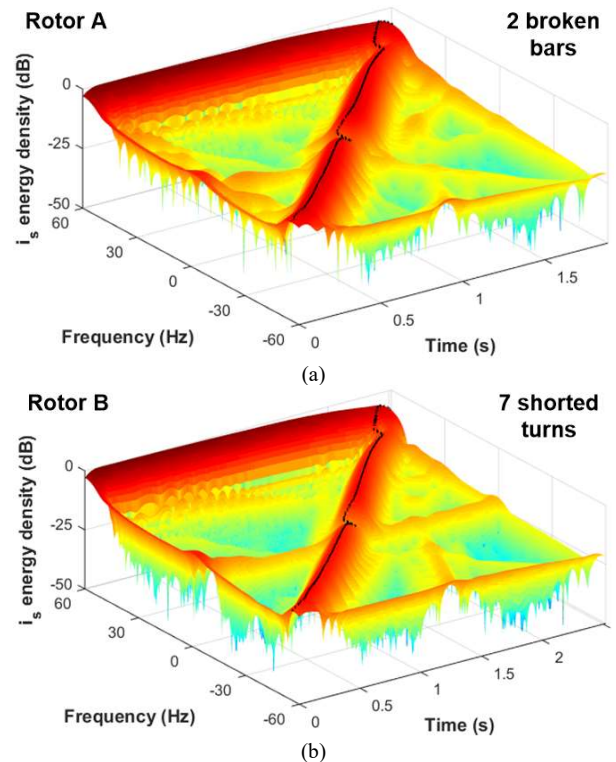 Rotor A
2 broken
bars
i_s energy density (dB)
0
-25
-50
60
30
0
-30
-60
Frequency (Hz)
0
0.5
1
1.5
Time (s)
(a)
Rotor B
7 shorted
turns
i_s energy density (dB)
0
-25
-50
60
30
0
-30
-60
Frequency (Hz)
0
0.5
1
1.5
2
Time (s)
(b)